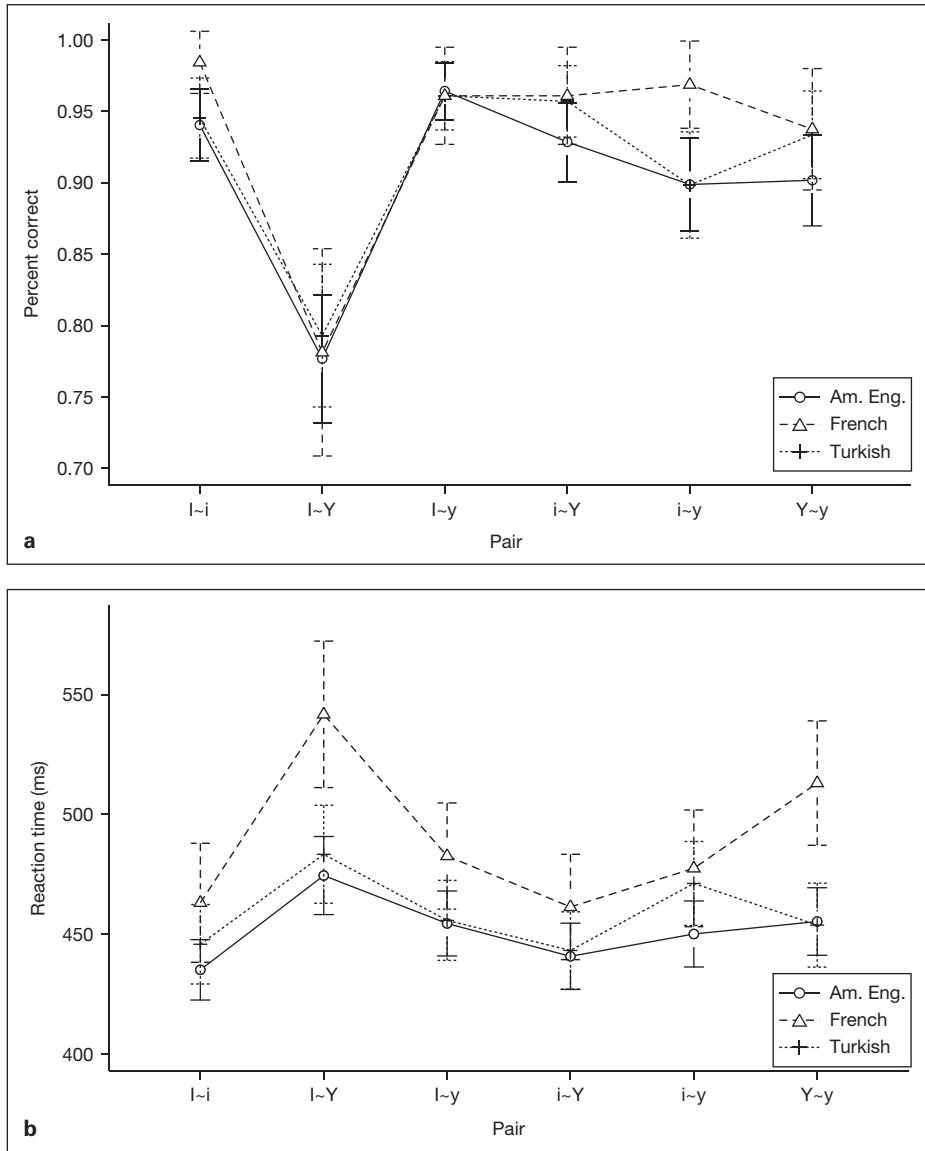 1.00
0.95
0.90
0.85
0.80
0.75
0.70
Percent correct
Am. Eng.
French
Turkish
I~i I~Y I~y i~Y i~y Y~y
a
Pair
550
500
450
400
Reaction time (ms)
Am. Eng.
French
Turkish
I~i I~Y I~y i~Y i~y Y~y
b
Pair